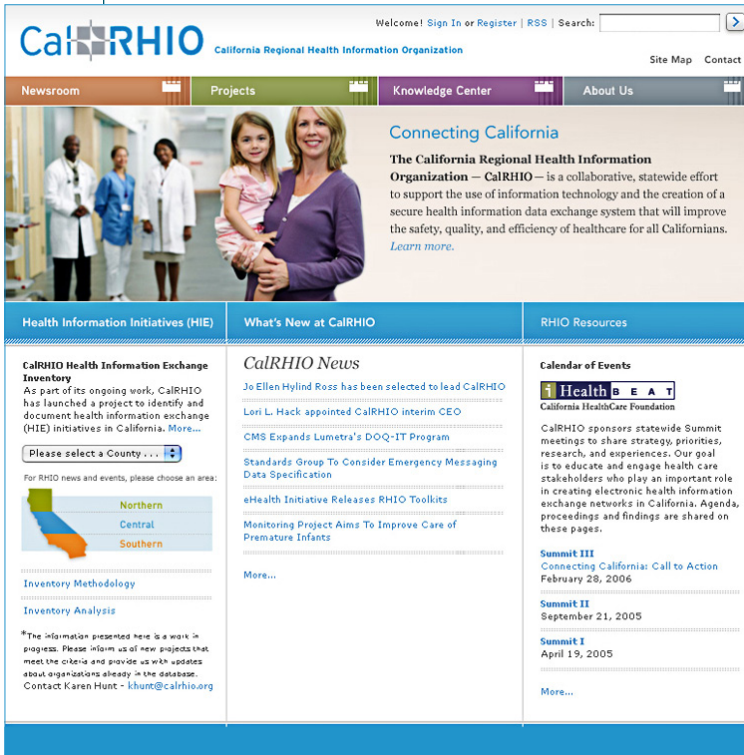 Welcome! Sign In or Register | RSS | Search:
CalRHIO California Regional Health Information Organization
Site Map Contact
Newsroom Projects Knowledge Center About Us
Connecting California
The California Regional Health Information
Organization — CalRHIO — is a collaborative, statewide effort
to support the use of information technology and the creation of a
secure health information data exchange system that will improve
the safety, quality, and efficiency of healthcare for all Californians.
Learn more.
Health Information Initiatives (HIE)
CalRHIO Health Information Exchange
Inventory
As part of its ongoing work, CalRHIO
has launched a project to identify and
document health information exchange
(HIE) initiatives in California. More...
Please select a County . . .
For RHIO news and events, please choose an area:
Northern
Central
Southern
Inventory Methodology
Inventory Analysis
*The information presented here is a work in
progress. Please inform us of new projects that
meet the criteria and provide us with updates
about organizations already in the database.
Contact Karen Hunt - khunt@calrhio.org
What's New at CalRHIO
CalRHIO News
Jo Ellen Hylind Ross has been selected to lead CalRHIO
Lori L. Hack appointed CalRHIO interim CEO
CMS Expands Lumetra's DOQ-IT Program
Standards Group To Consider Emergency Messaging
Data Specification
eHealth Initiative Releases RHIO Toolkits
Monitoring Project Aims To Improve Care of
Premature Infants
More...
RHIO Resources
Calendar of Events
iHealthBEAT
California HealthCare Foundation
CalRHIO sponsors statewide Summit
meetings to share strategy, priorities,
research, and experiences. Our goal
is to educate and engage health care
stakeholders who play an important role
in creating electronic health information
exchange networks in California. Agenda,
proceedings and findings are shared on
these pages.
Summit III
Connecting California: Call to Action
February 28, 2006
Summit II
September 21, 2005
Summit I
April 19, 2005
More...